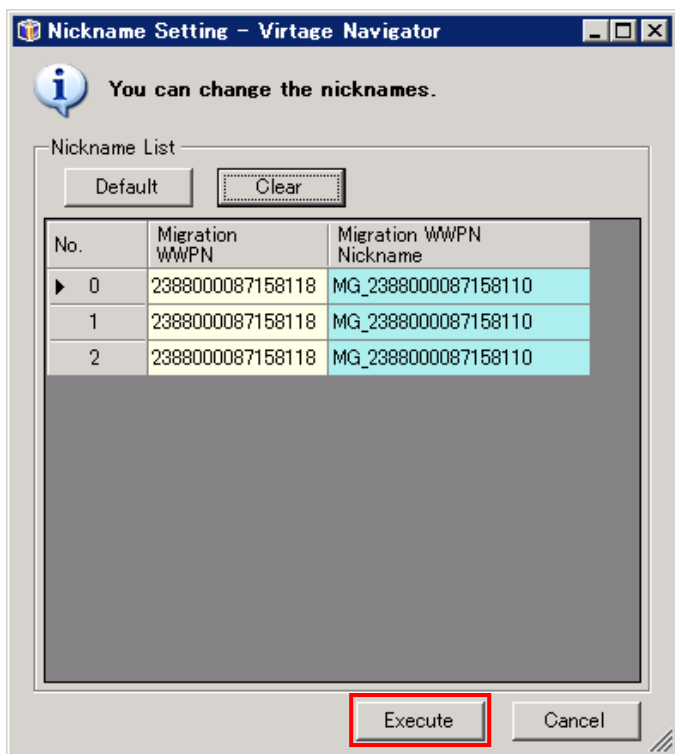 Nickname Setting - Virtage Navigator
You can change the nicknames.
Nickname List
Default Clear
No. Migration WWPN Migration WWPN Nickname
0 2388000087158118 MG_2388000087158110
1 2388000087158118 MG_2388000087158110
2 2388000087158118 MG_2388000087158110
Execute Cancel